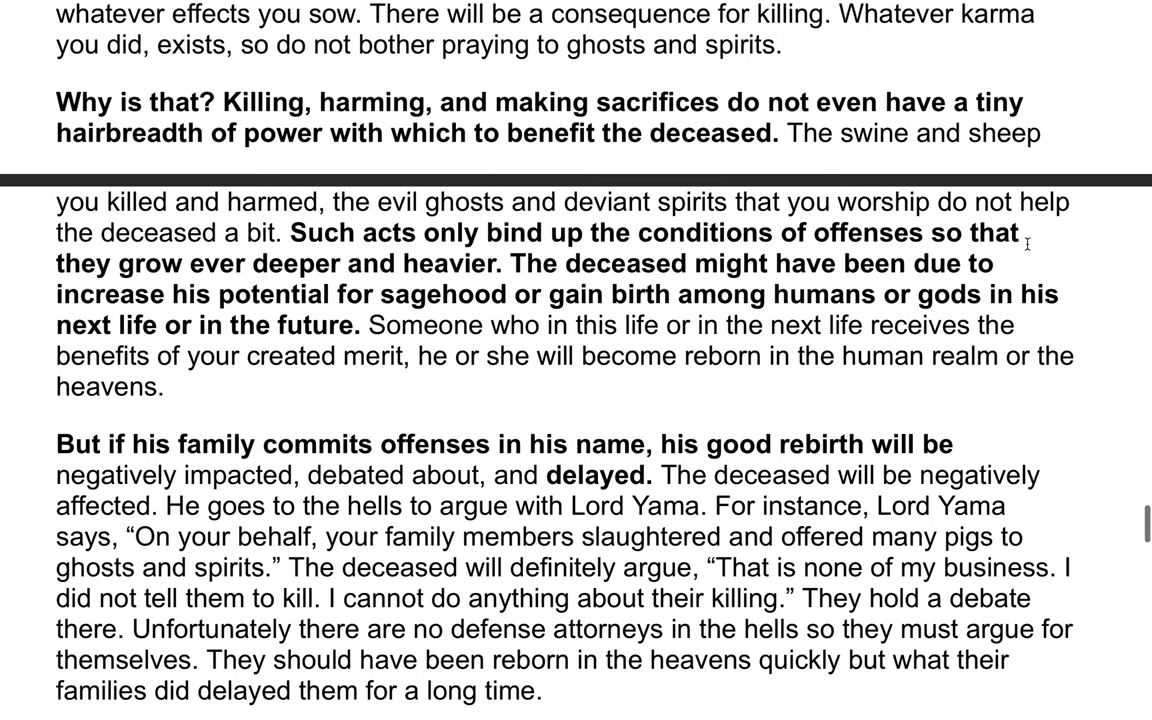 whatever effects you sow. There will be a consequence for killing. Whatever karma
you did, exists, so do not bother praying to ghosts and spirits.
Why is that? Killing, harming, and making sacrifices do not even have a tiny
hairbreadth of power with which to benefit the deceased. The swine and sheep
you killed and harmed, the evil ghosts and deviant spirits that you worship do not help
the deceased a bit. Such acts only bind up the conditions of offenses so that
they grow ever deeper and heavier. The deceased might have been due to
increase his potential for sagehood or gain birth among humans or gods in his
next life or in the future. Someone who in this life or in the next life receives the
benefits of your created merit, he or she will become reborn in the human realm or the
heavens.
But if his family commits offenses in his name, his good rebirth will be
negatively impacted, debated about, and delayed. The deceased will be negatively
affected. He goes to the hells to argue with Lord Yama. For instance, Lord Yama
says, “On your behalf, your family members slaughtered and offered many pigs to
ghosts and spirits.” The deceased will definitely argue, “That is none of my business. I
did not tell them to kill. I cannot do anything about their killing.” They hold a debate
there. Unfortunately there are no defense attorneys in the hells so they must argue for
themselves. They should have been reborn in the heavens quickly but what their
families did delayed them for a long time.